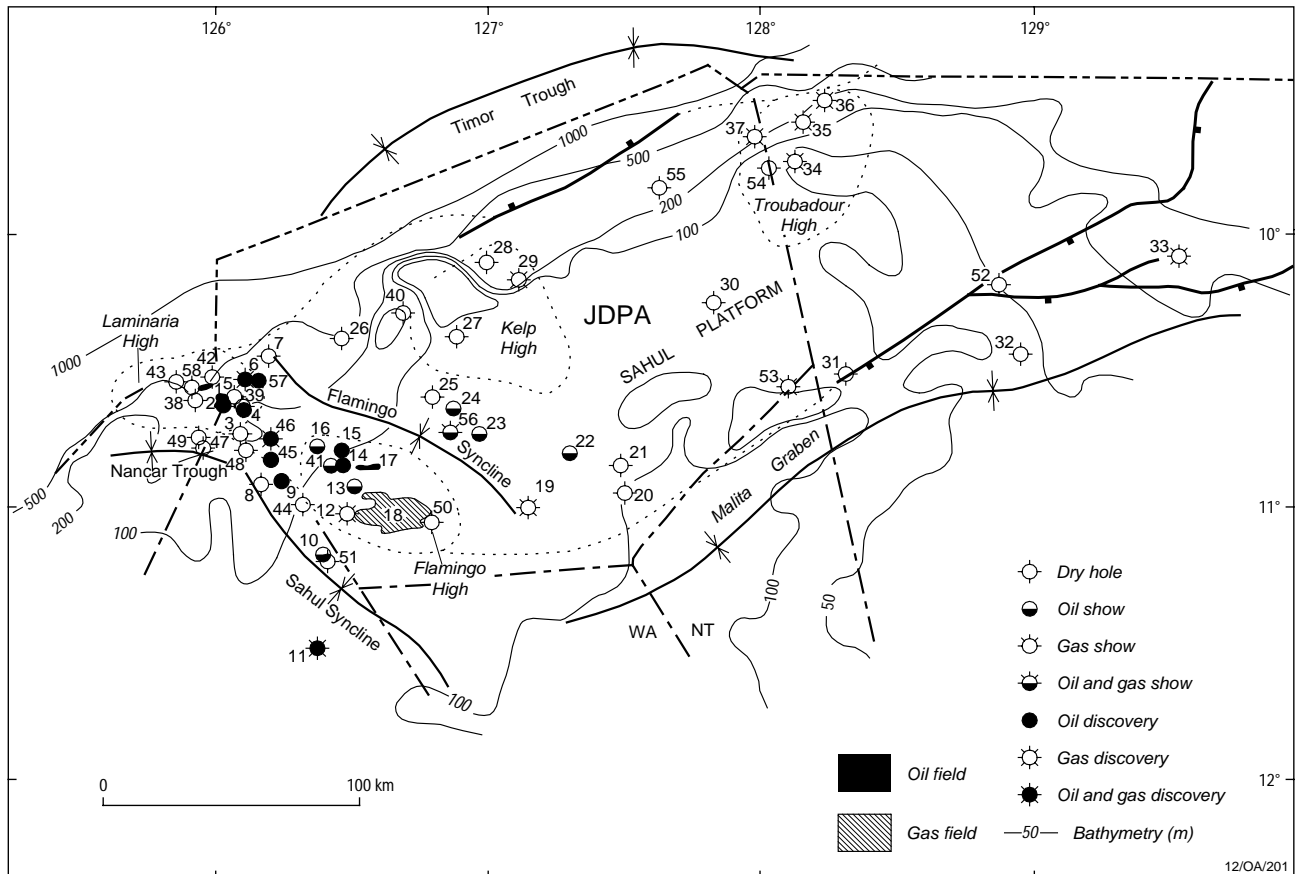 126°
127°
128°
129°
Timor Trough
1000
500
200
100
36
35
37
34
54
55
Troubadour
High
10°
28
29
33
52
40
30
JDPA
Kelp
High
27
26
SAHUL PLATFORM
Laminaria
High
1000
7
42
43
58
6
57
32
31
53
38
2
1
5
39
4
25
24
Flamingo
Syncline
56
23
3
46
16
15
22
21
49
47
45
41
14
17
Nancar Trough
48
8
9
13
19
20
500
200
44
12
18
50
11°
Malita Graben
100
10
51
Flamingo
High
Sahul Syncline
WA
NT
100
50
11
100
Dry hole
Oil show
Gas show
Oil and gas show
Oil discovery
Gas discovery
Oil and gas discovery
50 Bathymetry (m)
Oil field
Gas field
0
100 km
12°
12/OA/201